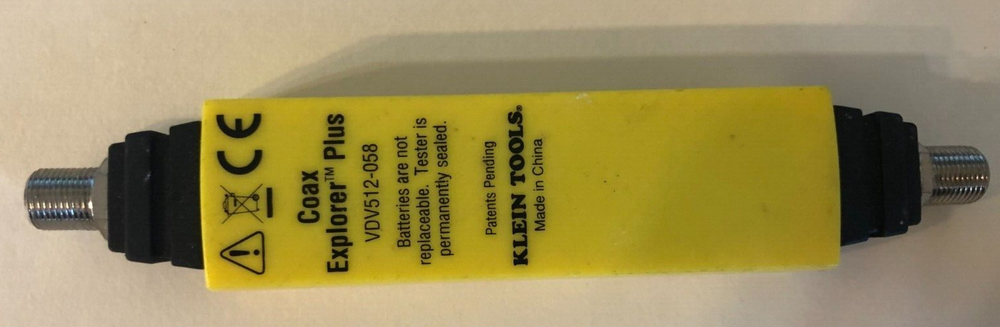 CE
Coax
Explorer™ Plus
VDV512-058
Batteries are not
replaceable. Tester is
permanently sealed.
Patents Pending
KLEIN TOOLS®
Made in China